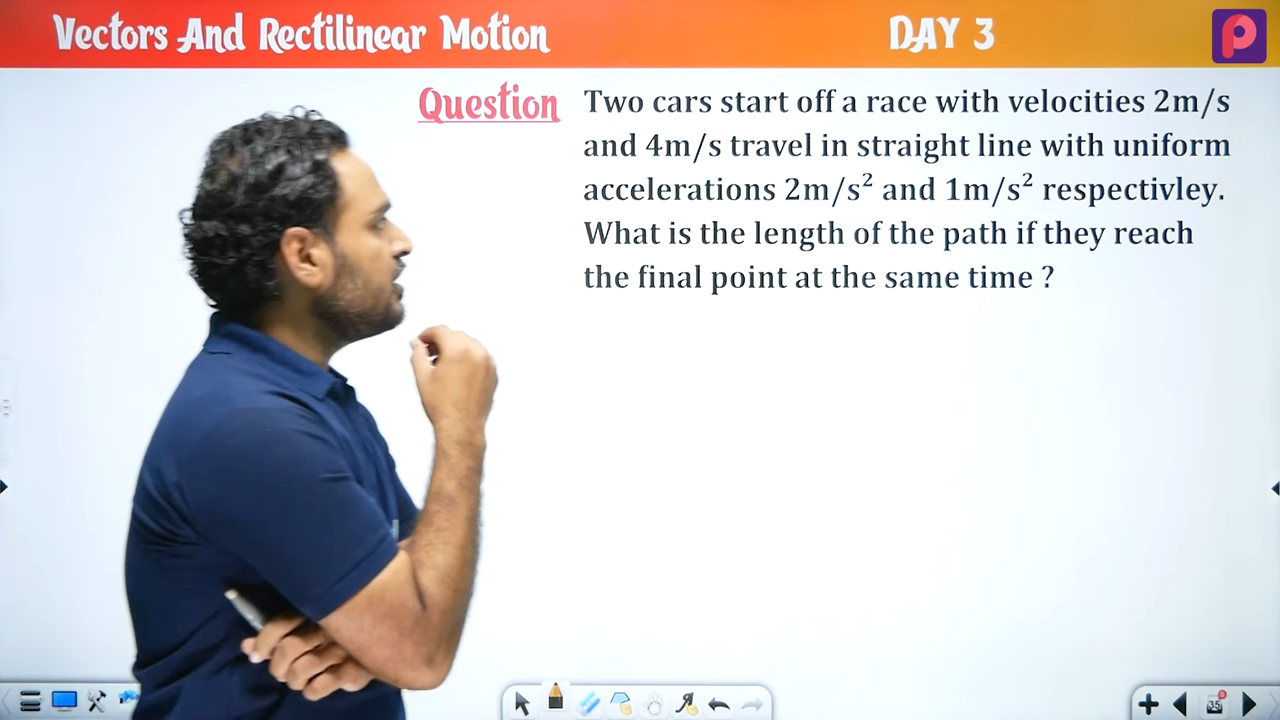 Vectors And Rectilinear Motion
DAY 3
Question
Two cars start off a race with velocities 2m/s
and 4m/s travel in straight line with uniform
accelerations 2m/s² and 1m/s² respectivley.
What is the length of the path if they reach
the final point at the same time ?
35